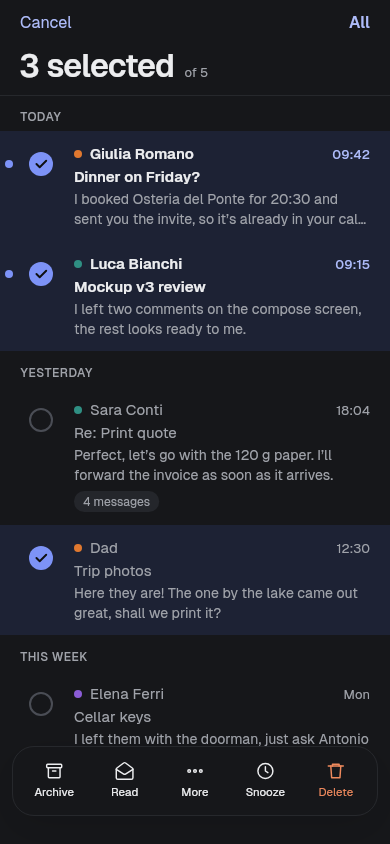 Cancel
All
3 selected of 5
TODAY
Giulia Romano 09:42
Dinner on Friday?
I booked Osteria del Ponte for 20:30 and
sent you the invite, so it's already in your cal…
Luca Bianchi 09:15
Mockup v3 review
I left two comments on the compose screen,
the rest looks ready to me.
YESTERDAY
Sara Conti 18:04
Re: Print quote
Perfect, let's go with the 120 g paper. I'll
forward the invoice as soon as it arrives.
4 messages
Dad 12:30
Trip photos
Here they are! The one by the lake came out
great, shall we print it?
THIS WEEK
Elena Ferri Mon
Cellar keys
I left them with the doorman, just ask Antonio
Archive
Read
More
Snooze
Delete